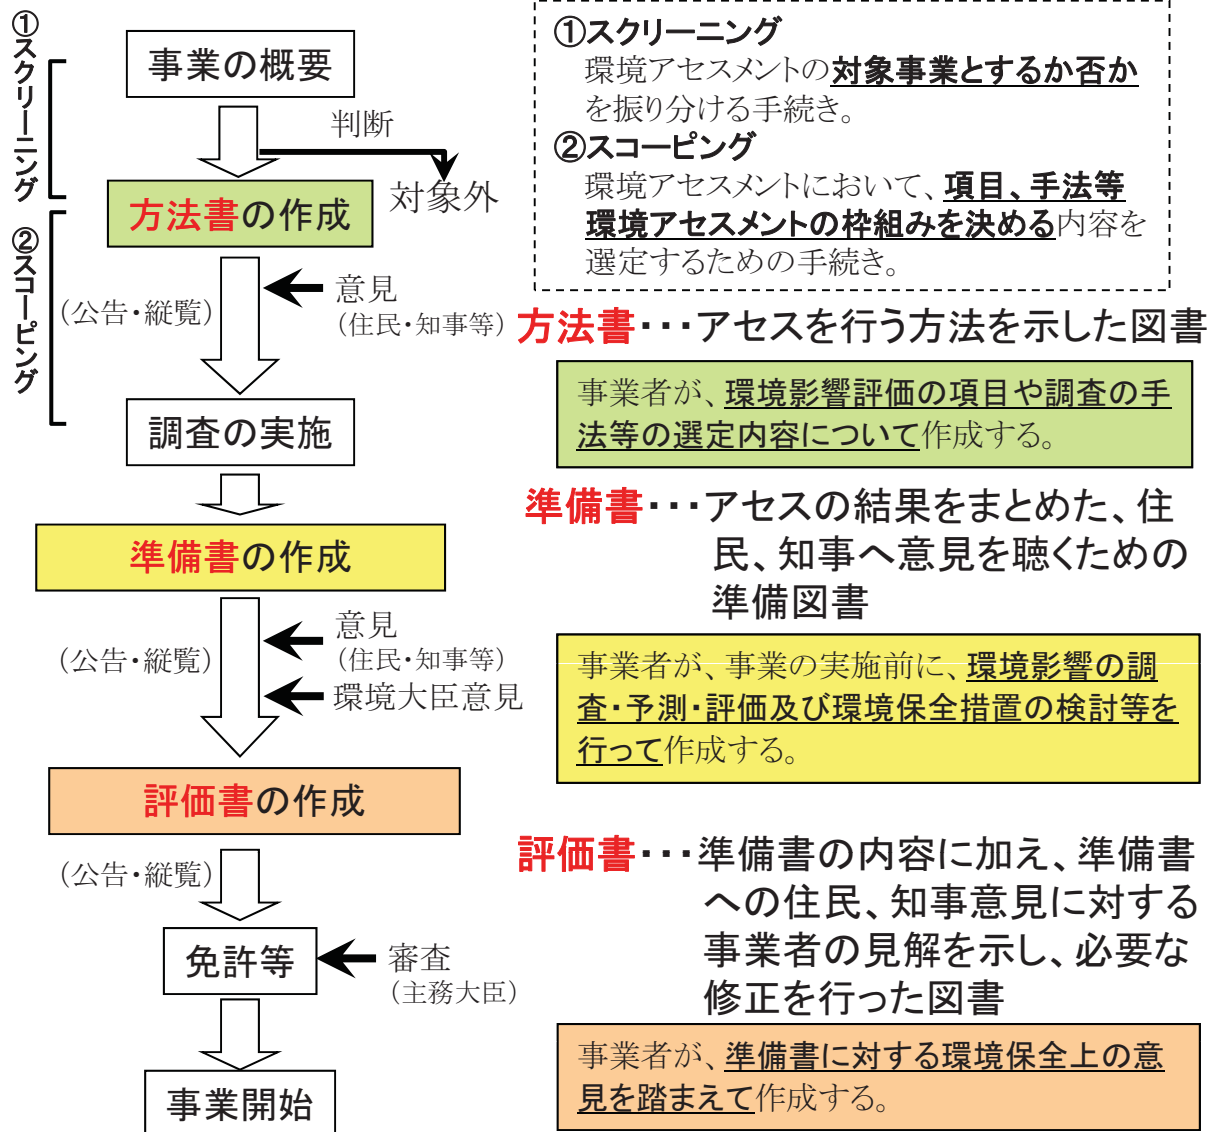 ①スクリーニング
事業の概要
判断
対象外
方法書の作成
②スコーピング
(公告・縦覧)
意見
(住民・知事等)
調査の実施
準備書の作成
(公告・縦覧)
意見
(住民・知事等)
環境大臣意見
評価書の作成
(公告・縦覧)
免許等
審査
(主務大臣)
事業開始
①スクリーニング
環境アセスメントの対象事業とするか否か
を振り分ける手続き。
②スコーピング
環境アセスメントにおいて、項目、手法等
環境アセスメントの枠組みを決める内容を
選定するための手続き。
方法書・・・アセスを行う方法を示した図書
事業者が、環境影響評価の項目や調査の手
法等の選定内容について作成する。
準備書・・・アセスの結果をまとめた、住
民、知事へ意見を聴くための
準備図書
事業者が、事業の実施前に、環境影響の調
査・予測・評価及び環境保全措置の検討等を
行って作成する。
評価書・・・準備書の内容に加え、準備書
への住民、知事意見に対する
事業者の見解を示し、必要な
修正を行った図書
事業者が、準備書に対する環境保全上の意
見を踏まえて作成する。